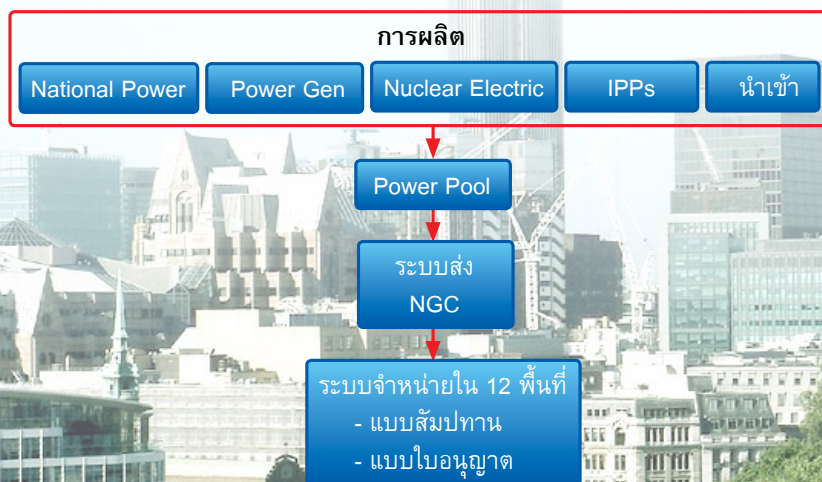 การผลิต
National Power
Power Gen
Nuclear Electric
IPPs
นำเข้า
Power Pool
ระบบส่ง
NGC
ระบบจำหน่ายใน 12 พื้นที่
- แบบสัมปทาน
- แบบใบอนุญาต